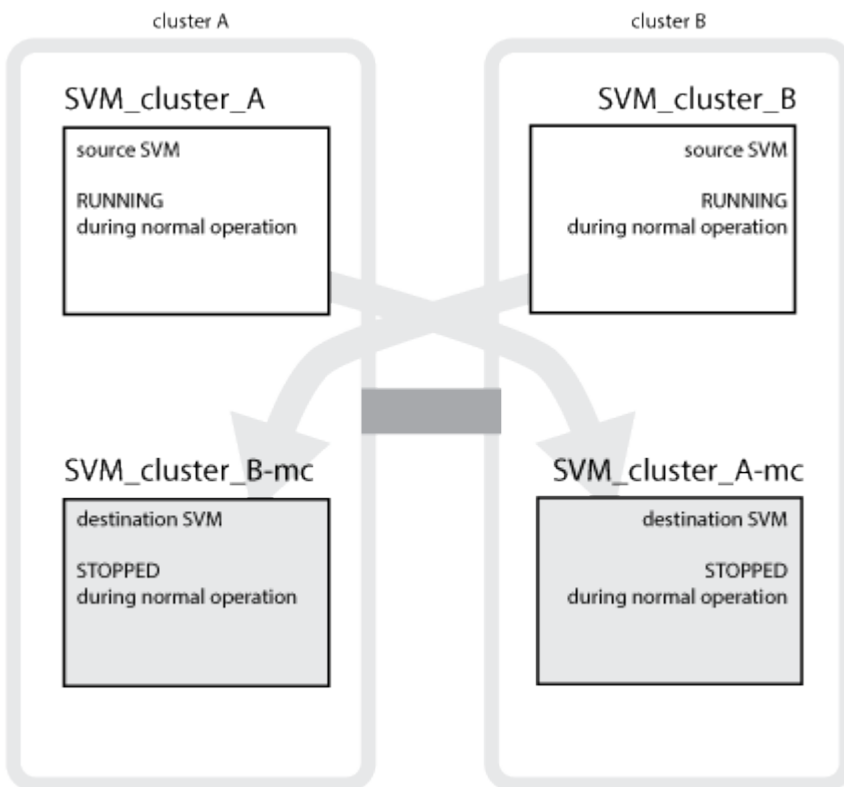 cluster A
cluster B
SVM_cluster_A
source SVM
RUNNING
during normal operation
SVM_cluster_B
source SVM
RUNNING
during normal operation
SVM_cluster_B-mc
destination SVM
STOPPED
during normal operation
SVM_cluster_A-mc
destination SVM
STOPPED
during normal operation